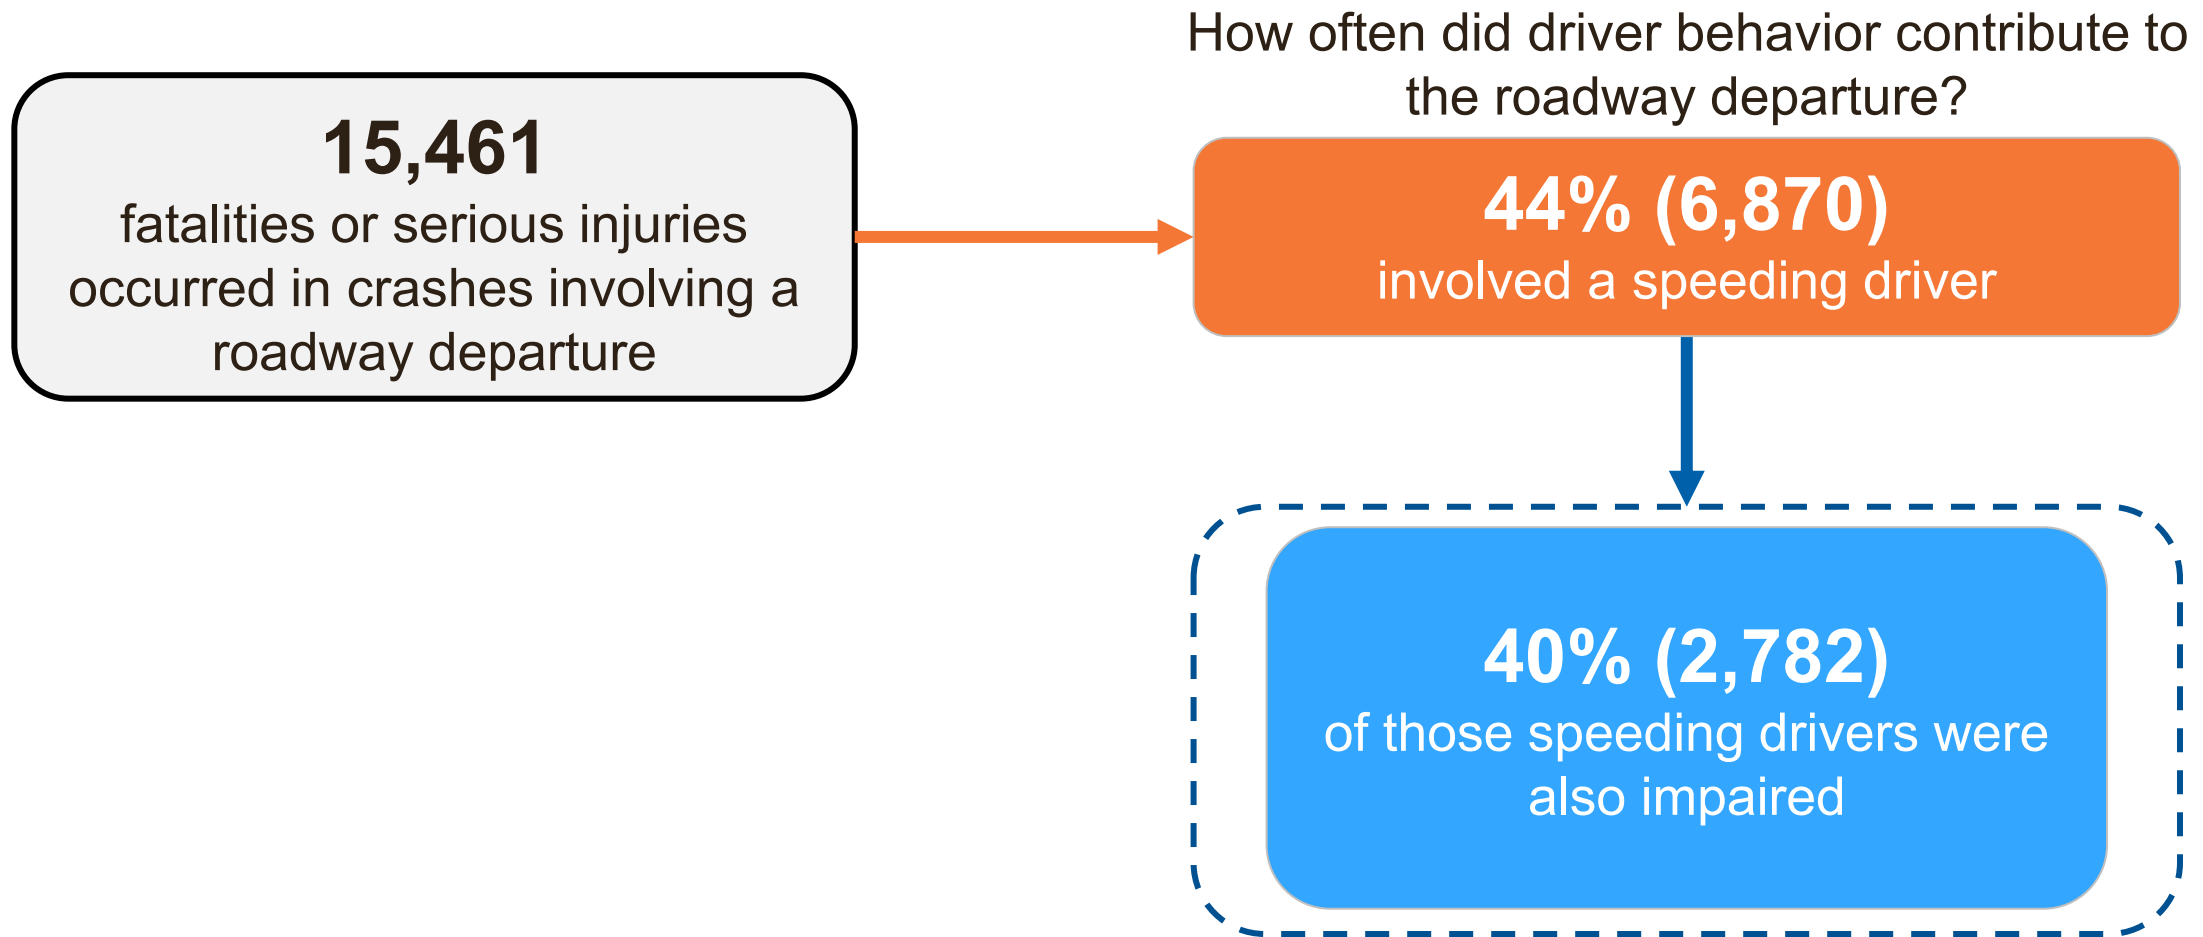 How often did driver behavior contribute to
the roadway departure?
15,461
fatalities or serious injuries
occurred in crashes involving a
roadway departure
44% (6,870)
involved a speeding driver
40% (2,782)
of those speeding drivers were
also impaired